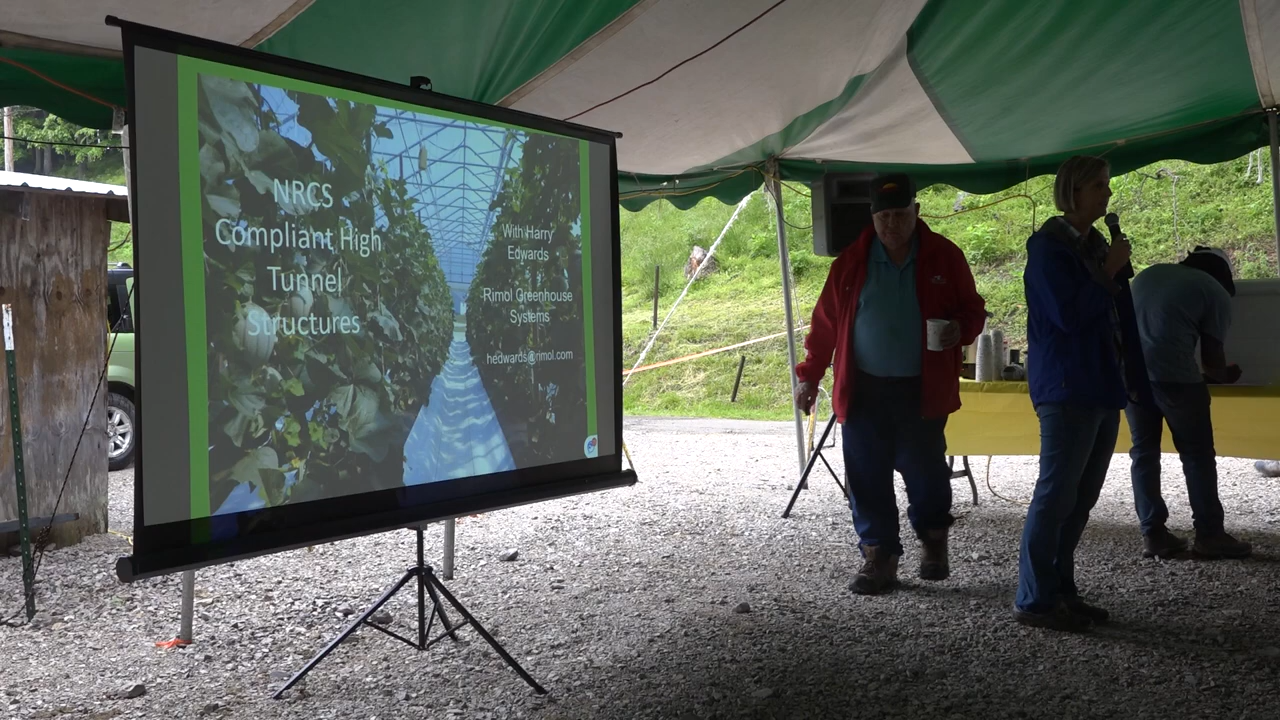 NRCS
Compliant High
Tunnel
Structures
With Harry
Edwards
Rimol Greenhouse
Systems
hedwards@rimol.com